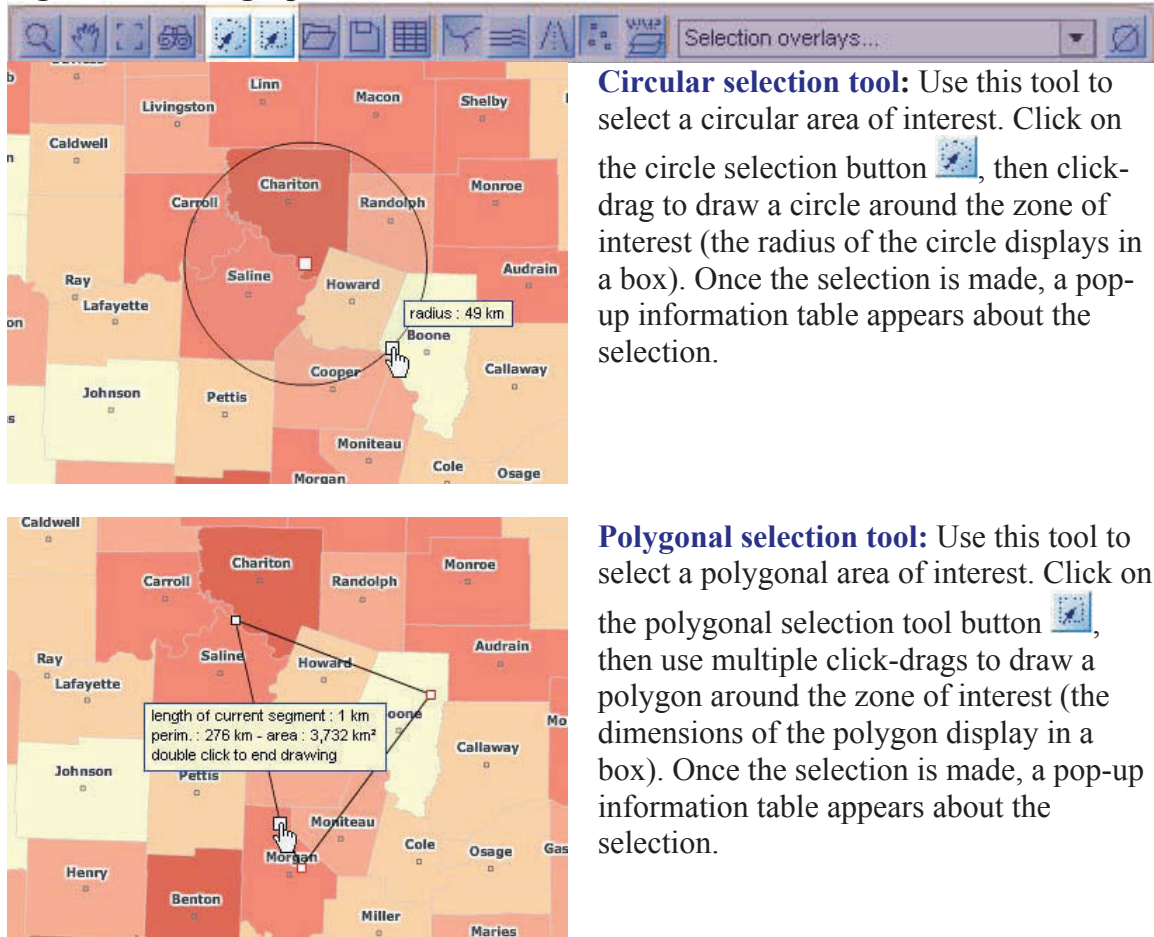 Selection overlays...
Linn
Macon
Shelby
Livingston
Caldwell
Chariton
Monroe
Carroll
Randolph
Audrain
Saline
Ray
Howard
Lafayette
radius : 49 km
on
Boone
Callaway
Cooper
Johnson
Pettis
Moniteau
Cole
Osage
Morgan
Circular selection tool: Use this tool to
select a circular area of interest. Click on
the circle selection button , then click-
drag to draw a circle around the zone of
interest (the radius of the circle displays in
a box). Once the selection is made, a pop-
up information table appears about the
selection.
Caldwell
Chariton
Monroe
Carroll
Randolph
Audrain
Saline
Ray
Howard
Lafayette
length of current segment : 1 km
perim. : 276 km - area : 3,732 km²
double click to end drawing
oone
Mo
Callaway
Johnson
Pettis
Moniteau
Cole
Osage
Gas
Morgan
Henry
Benton
Miller
Maries
Polygonal selection tool: Use this tool to
select a polygonal area of interest. Click on
the polygonal selection tool button ,
then use multiple click-drags to draw a
polygon around the zone of interest (the
dimensions of the polygon display in a
box). Once the selection is made, a pop-up
information table appears about the
selection.